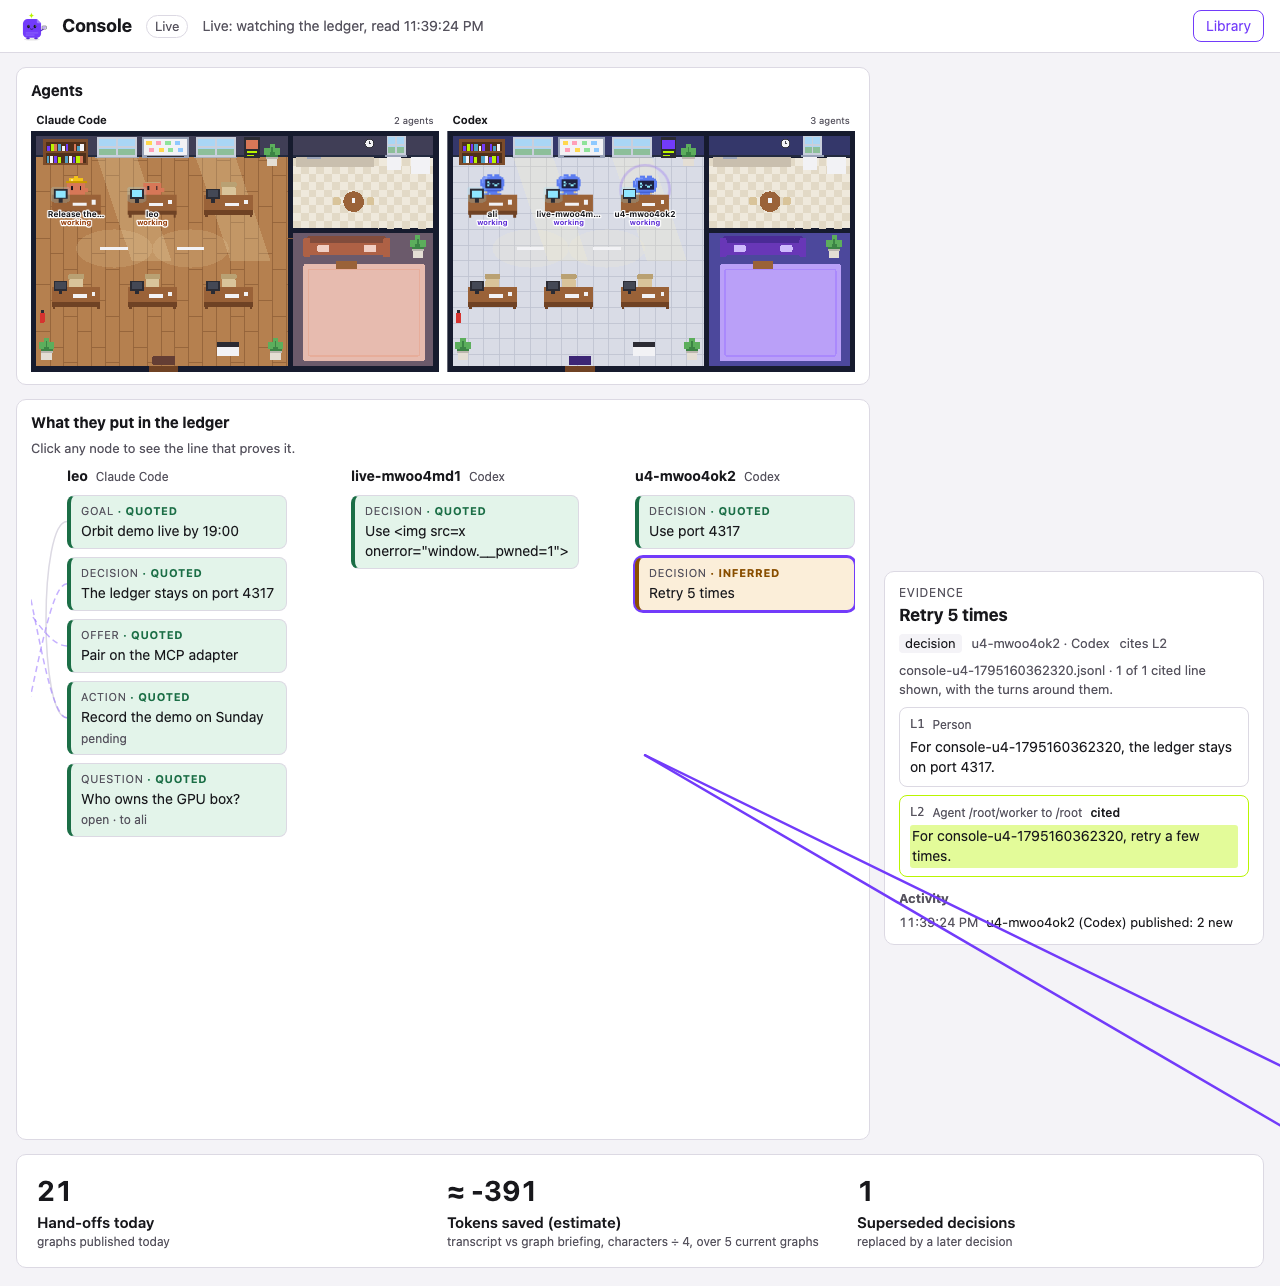 Console
Live
Live: watching the ledger, read 11:39:24 PM
Library
Agents
Claude Code
2 agents
Release the...
working
leo
working
Codex
3 agents
ali
working
live-mwoo4m...
working
u4-mwoo4ok2
working
What they put in the ledger
Click any node to see the line that proves it.
leo Claude Code
GOAL · QUOTED
Orbit demo live by 19:00
DECISION · QUOTED
The ledger stays on port 4317
OFFER · QUOTED
Pair on the MCP adapter
ACTION · QUOTED
Record the demo on Sunday
pending
QUESTION · QUOTED
Who owns the GPU box?
open · to ali
live-mwoo4md1 Codex
DECISION · QUOTED
Use <img src=x
onerror="window.__pwned=1">
u4-mwoo4ok2 Codex
DECISION · QUOTED
Use port 4317
DECISION · INFERRED
Retry 5 times
EVIDENCE
Retry 5 times
decision u4-mwoo4ok2 · Codex cites L2
console-u4-1795160362320.jsonl · 1 of 1 cited line
shown, with the turns around them.
L1 Person
For console-u4-1795160362320, the ledger stays
on port 4317.
L2 Agent /root/worker to /root cited
For console-u4-1795160362320, retry a few
times.
Activity
11:39:24 PM u4-mwoo4ok2 (Codex) published: 2 new
21
Hand-offs today
graphs published today
≈ -391
Tokens saved (estimate)
transcript vs graph briefing, characters ÷ 4, over 5 current graphs
1
Superseded decisions
replaced by a later decision